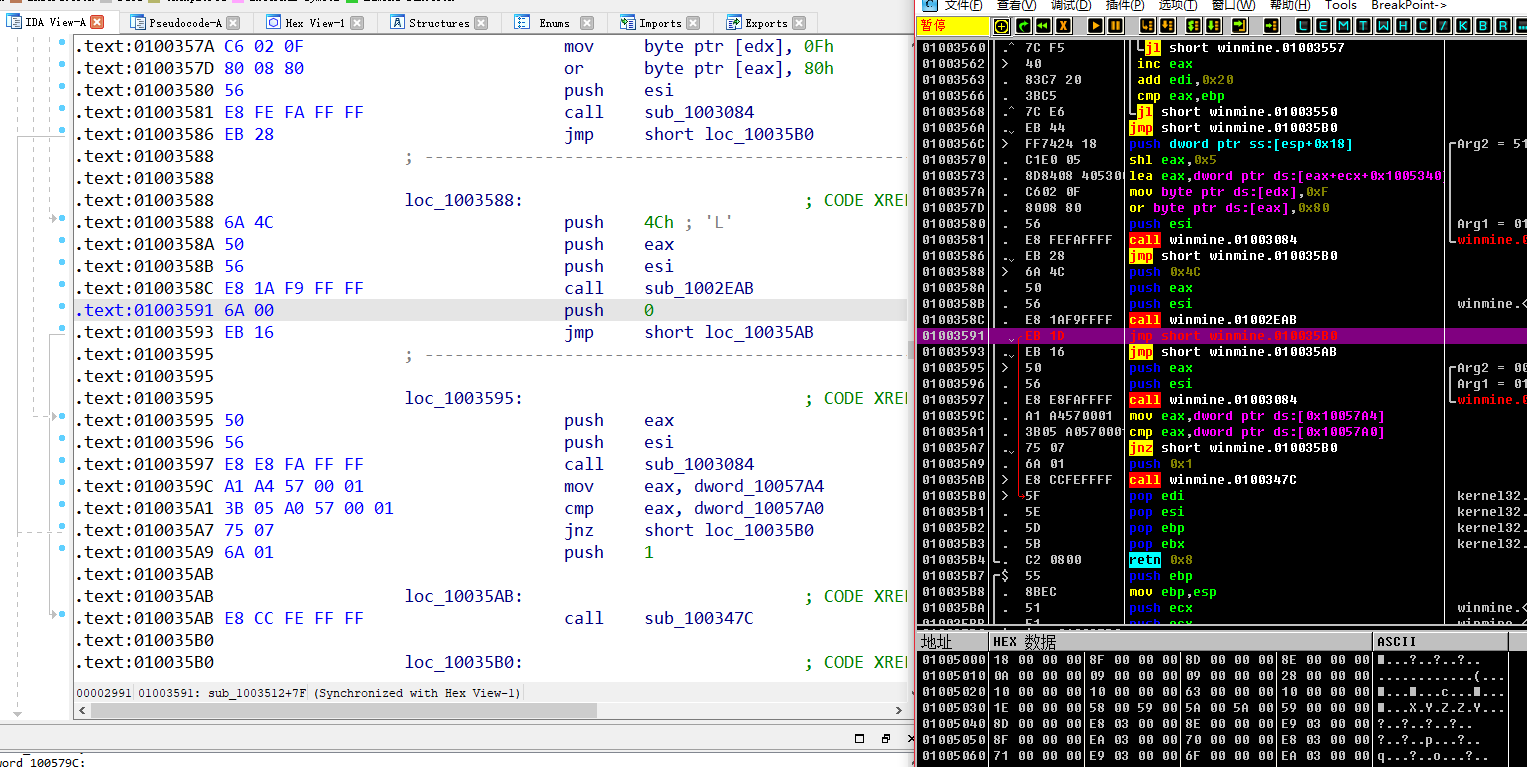 IDA View-A
Pseudocode-A
Hex View-1
Structures
Enums
Imports
Exports
.text:0100357A C6 02 0F mov byte ptr [edx], 0Fh
.text:0100357D 80 08 80 or byte ptr [eax], 80h
.text:01003580 56 push esi
.text:01003581 E8 FE FA FF FF call sub_1003084
.text:01003586 EB 28 jmp short loc_10035B0
.text:01003588 ; ---------------------------------------------------------------
.text:01003588
.text:01003588 loc_1003588: ; CODE XREF
.text:01003588 6A 4C push 4Ch ; 'L'
.text:0100358A 50 push eax
.text:0100358B 56 push esi
.text:0100358C E8 1A F9 FF FF call sub_1002EAB
.text:01003591 6A 00 push 0
.text:01003593 EB 16 jmp short loc_10035AB
.text:01003595 ; ---------------------------------------------------------------
.text:01003595
.text:01003595 loc_1003595: ; CODE XREF
.text:01003595 50 push eax
.text:01003596 56 push esi
.text:01003597 E8 E8 FA FF FF call sub_1003084
.text:0100359C A1 A4 57 00 01 mov eax, dword_10057A4
.text:010035A1 3B 05 A0 57 00 01 cmp eax, dword_10057A0
.text:010035A7 75 07 jnz short loc_10035B0
.text:010035A9 6A 01 push 1
.text:010035AB
.text:010035AB loc_10035AB: ; CODE XREF
.text:010035AB E8 CC FE FF FF call sub_100347C
.text:010035B0
.text:010035B0 loc_10035B0: ; CODE XREF
00002991 01003591: sub_1003512+7F (Synchronized with Hex View-1)
word_100579C:
C 文件(F) 查看(V) 调试(D) 插件(P) 选项(T) 窗口(W) 帮助(H) Tools BreakPoint->
暂停 L E M T W H C / K B R
01003560 .^ 7C F5 jl short winmine.01003557
01003562 > 40 inc eax
01003563 . 83C7 20 add edi,0x20
01003566 . 3BC5 cmp eax,ebp
01003568 .^ 7C E6 jl short winmine.01003550
0100356A . EB 44 jmp short winmine.010035B0
0100356C > FF7424 18 push dword ptr ss:[esp+0x18] Arg2 = 51
01003570 . C1E0 05 shl eax,0x5
01003573 . 8D8408 405300 lea eax,dword ptr ds:[eax+ecx+0x1005340]
0100357A . C602 0F mov byte ptr ds:[edx],0xF
0100357D . 8008 80 or byte ptr ds:[eax],0x80
01003580 . 56 push esi Arg1 = 01
01003581 . E8 FEFAFFFF call winmine.01003084 winmine.0
01003586 . EB 28 jmp short winmine.010035B0
01003588 > 6A 4C push 0x4C
0100358A . 50 push eax
0100358B . 56 push esi winmine.<
0100358C . E8 1AF9FFFF call winmine.01002EAB
01003591 EB 1D jmp short winmine.010035B0
01003593 . EB 16 jmp short winmine.010035AB
01003595 > 50 push eax Arg2 = 00
01003596 . 56 push esi Arg1 = 01
01003597 . E8 E8FAFFFF call winmine.01003084 winmine.0
0100359C . A1 A4570001 mov eax,dword ptr ds:[0x10057A4]
010035A1 . 3B05 A0570001 cmp eax,dword ptr ds:[0x10057A0]
010035A7 . 75 07 jnz short winmine.010035B0
010035A9 . 6A 01 push 0x1
010035AB > E8 CCFEFFFF call winmine.0100347C
010035B0 > 5F pop edi kernel32.
010035B1 . 5E pop esi kernel32.
010035B2 . 5D pop ebp kernel32.
010035B3 . 5B pop ebx kernel32.
010035B4 . C2 0800 retn 0x8
010035B7 $ 55 push ebp
010035B8 . 8BEC mov ebp,esp
010035BA . 51 push ecx winmine.<
010035BB . 51 push ecx winmine.<
地址 HEX 数据 ASCII
01005000 18 00 00 00 8F 00 00 00 8D 00 00 00 8E 00 00 00 ■...?..?..?..
01005010 0A 00 00 00 09 00 00 00 09 00 00 00 28 00 00 00 ............(...
01005020 10 00 00 00 10 00 00 00 63 00 00 00 10 00 00 00 ■...■...c...■...
01005030 1E 00 00 00 58 00 59 00 5A 00 5A 00 59 00 00 00 ■...X.Y.Z.Z.Y...
01005040 8D 00 00 00 E8 03 00 00 8E 00 00 00 E9 03 00 00 ?..?..?..?..
01005050 8F 00 00 00 EA 03 00 00 70 00 00 00 E8 03 00 00 ?..?..p...?..
01005060 71 00 00 00 E9 03 00 00 6F 00 00 00 EA 03 00 00 q...?..o...?..